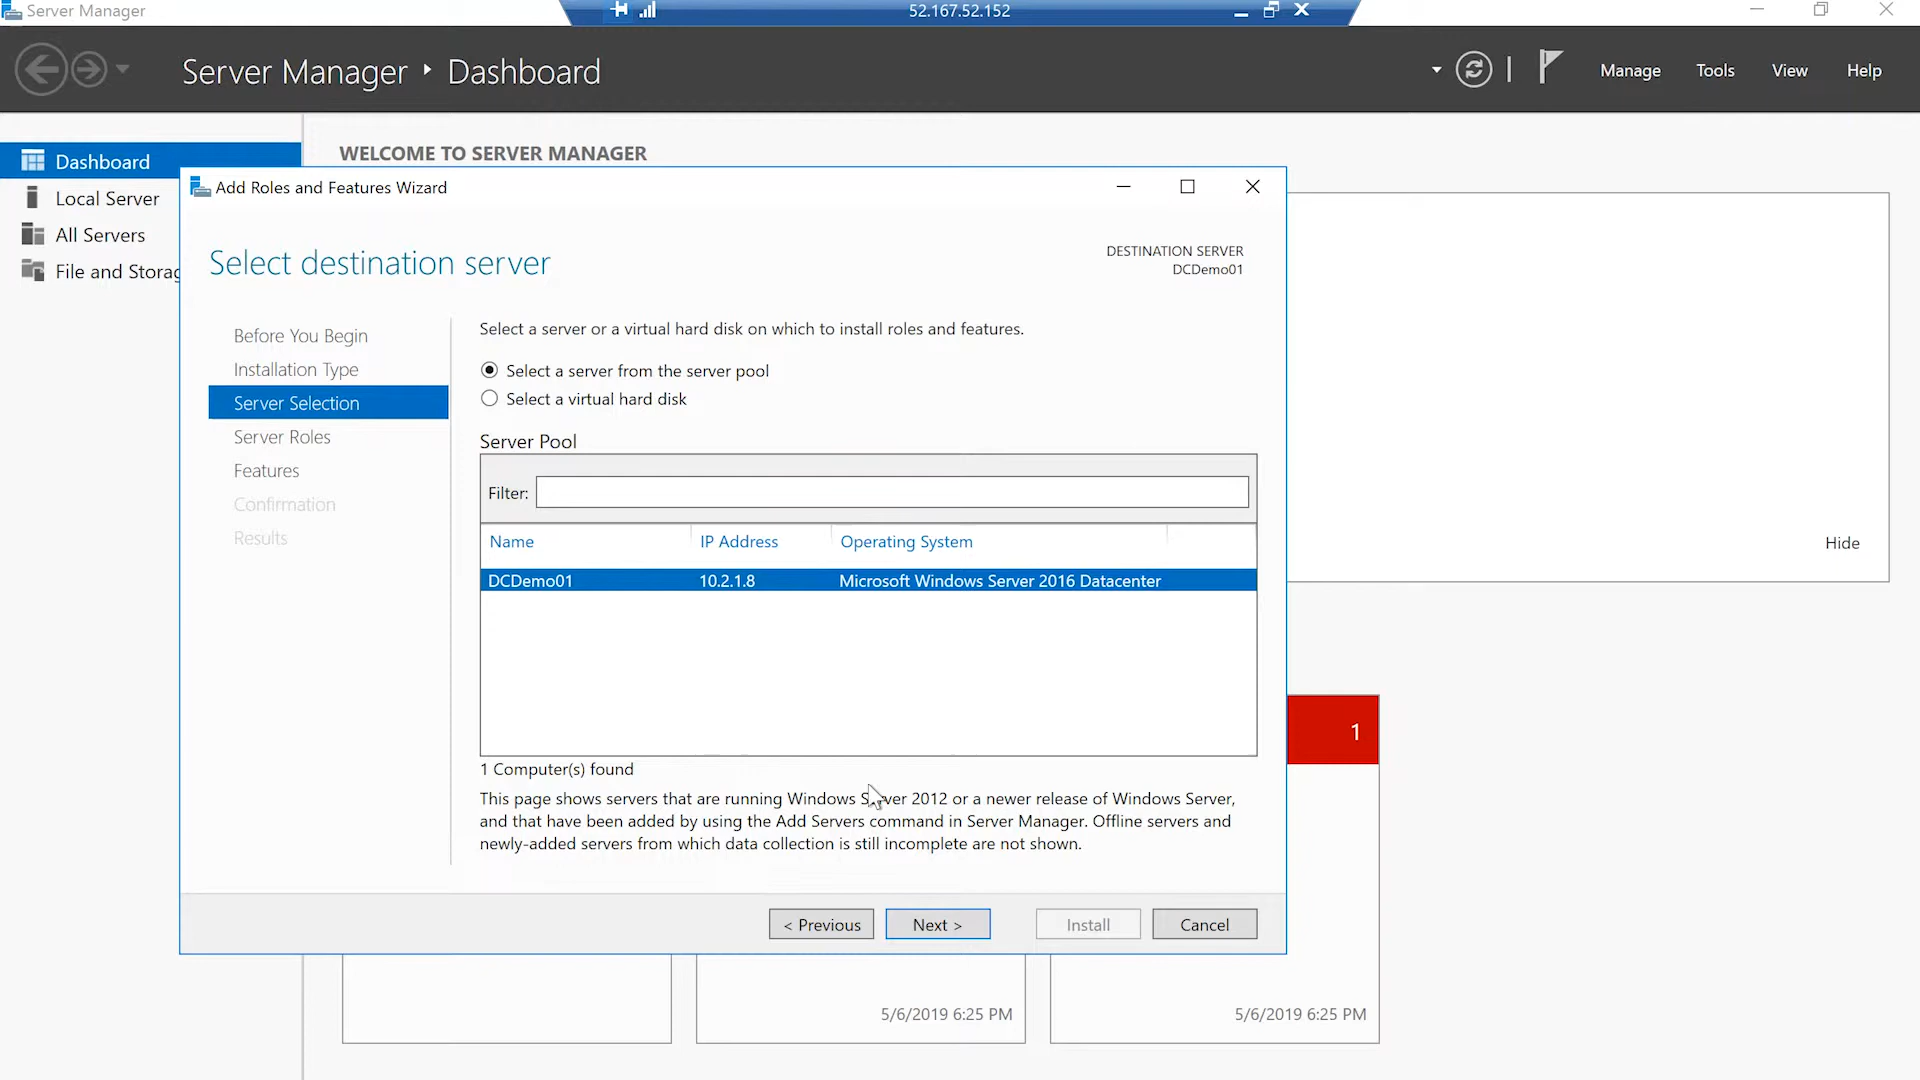 Server Manager
52.167.52.152
Server Manager ‣ Dashboard
Manage
Tools
View
Help
Dashboard
Local Server
All Servers
File and Storag
WELCOME TO SERVER MANAGER
Add Roles and Features Wizard
Select destination server
DESTINATION SERVER
DCDemo01
Before You Begin
Installation Type
Server Selection
Server Roles
Features
Confirmation
Results
Select a server or a virtual hard disk on which to install roles and features.
Select a server from the server pool
Select a virtual hard disk
Server Pool
Filter:
Name IP Address Operating System
DCDemo01 10.2.1.8 Microsoft Windows Server 2016 Datacenter
1 Computer(s) found
This page shows servers that are running Windows Server 2012 or a newer release of Windows Server,
and that have been added by using the Add Servers command in Server Manager. Offline servers and
newly-added servers from which data collection is still incomplete are not shown.
< Previous
Next >
Install
Cancel
Hide
1
5/6/2019 6:25 PM
5/6/2019 6:25 PM